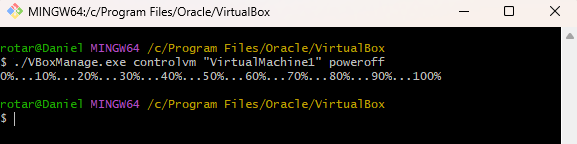 MINGW64:/c/Program Files/Oracle/VirtualBox
rotar@Daniel MINGW64 /c/Program Files/Oracle/VirtualBox
$ ./VBoxManage.exe controlvm "VirtualMachine1" poweroff
0%...10%...20%...30%...40%...50%...60%...70%...80%...90%...100%
rotar@Daniel MINGW64 /c/Program Files/Oracle/VirtualBox
$